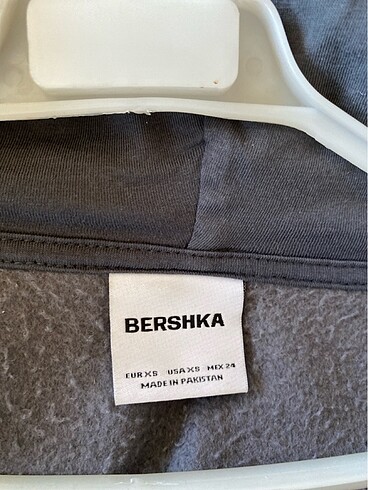 BERSHKA
EUR XS USA XS MEX 24
MADE IN PAKISTAN